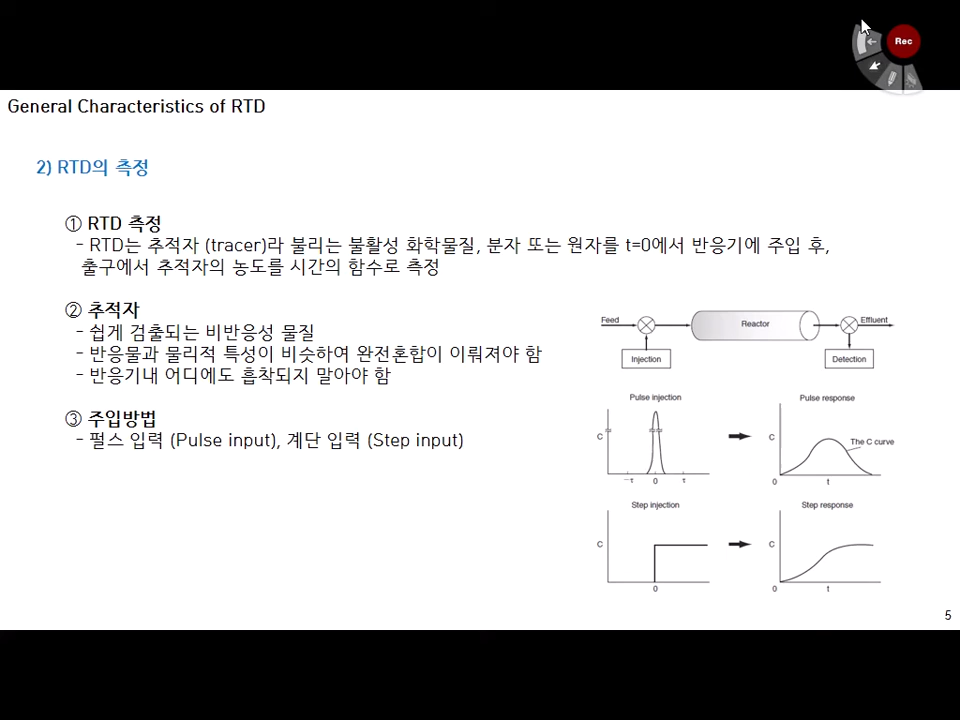 Rec
General Characteristics of RTD
2) RTD의 측정
① RTD 측정
- RTD는 추적자 (tracer)라 불리는 불활성 화학물질, 분자 또는 원자를 t=0에서 반응기에 주입 후,
출구에서 추적자의 농도를 시간의 함수로 측정
② 추적자
- 쉽게 검출되는 비반응성 물질
- 반응물과 물리적 특성이 비슷하여 완전혼합이 이뤄져야 함
- 반응기내 어디에도 흡착되지 말아야 함
③ 주입방법
- 펄스 입력 (Pulse input), 계단 입력 (Step input)
Feed
Reactor
Effluent
Injection
Detection
Pulse injection
C
-τ 0 τ
Pulse response
C
The C curve
0 t
Step injection
C
0
Step response
C
0 t
5